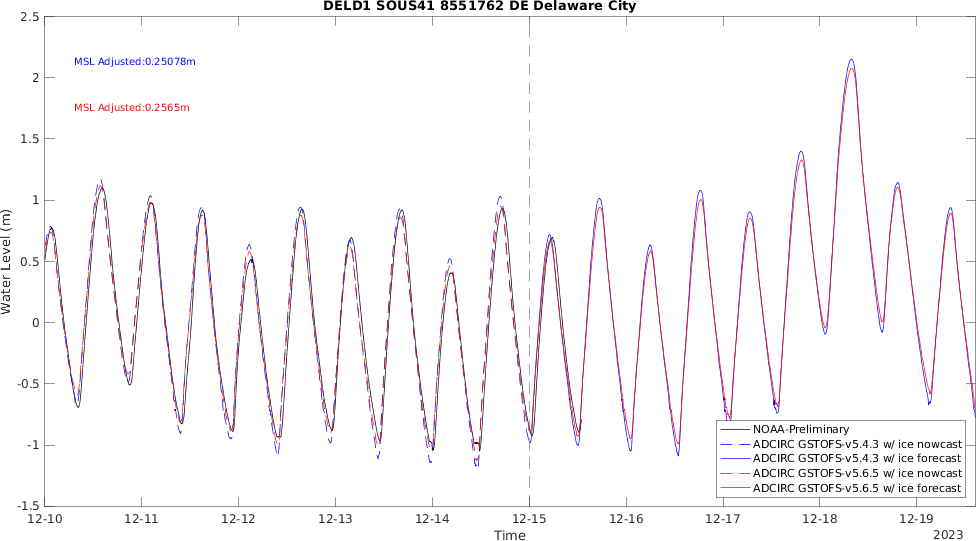 DELD1 SOUS41 8551762 DE Delaware City
2.5
2
1.5
1
0.5
0
-0.5
-1
-1.5
Water Level (m)
MSL Adjusted:0.25078m
MSL Adjusted:0.2565m
NOAA-Preliminary
ADCIRC GSTOFS-v5.4.3 w/ ice nowcast
ADCIRC GSTOFS-v5.4.3 w/ ice forecast
ADCIRC GSTOFS-v5.6.5 w/ ice nowcast
ADCIRC GSTOFS-v5.6.5 w/ ice forecast
12-10 12-11 12-12 12-13 12-14 12-15 12-16 12-17 12-18 12-19
Time
2023